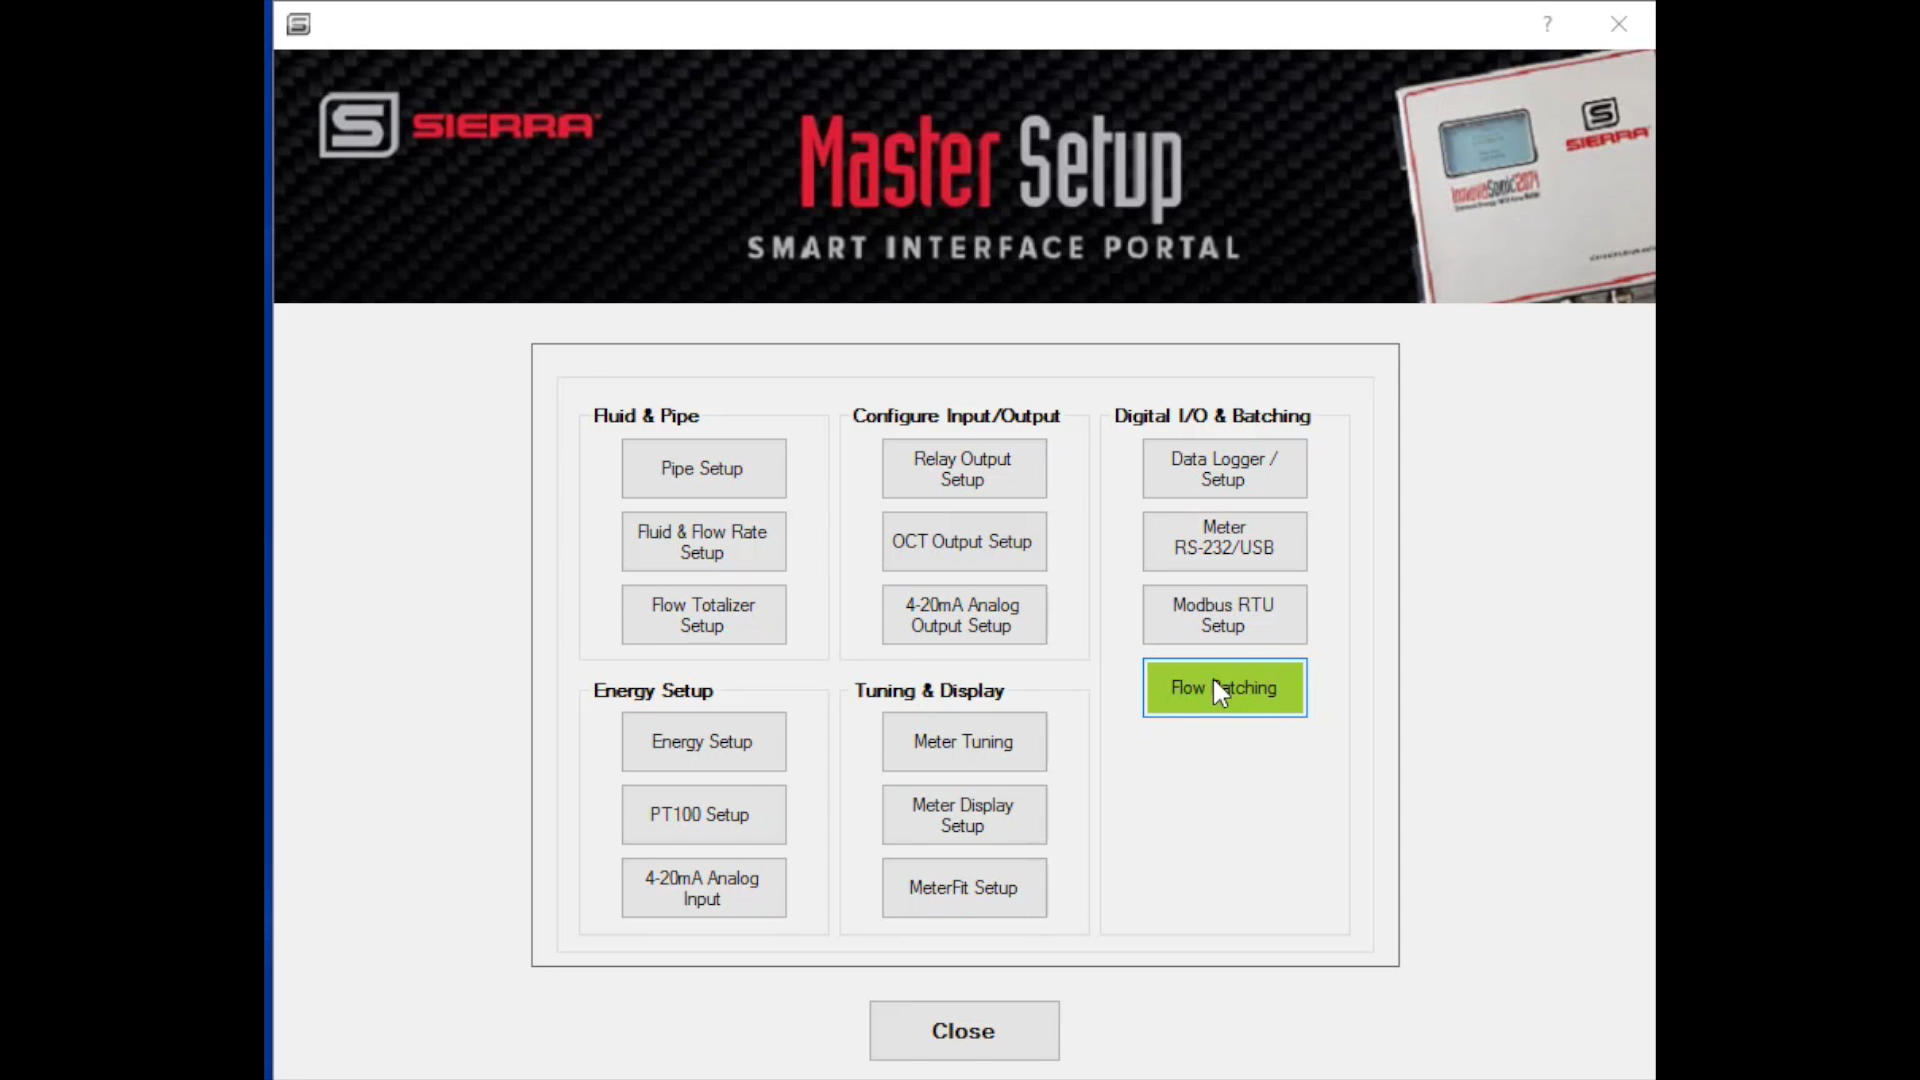 ?
SIERRA
Master Setup
SMART INTERFACE PORTAL
SIERRA
InnovaSonic 207i
Fluid & Pipe
Pipe Setup
Fluid & Flow Rate
Setup
Flow Totalizer
Setup
Configure Input/Output
Relay Output
Setup
OCT Output Setup
4-20mA Analog
Output Setup
Digital I/O & Batching
Data Logger /
Setup
Meter
RS-232/USB
Modbus RTU
Setup
Flow Batching
Energy Setup
Energy Setup
PT100 Setup
4-20mA Analog
Input
Tuning & Display
Meter Tuning
Meter Display
Setup
MeterFit Setup
Close